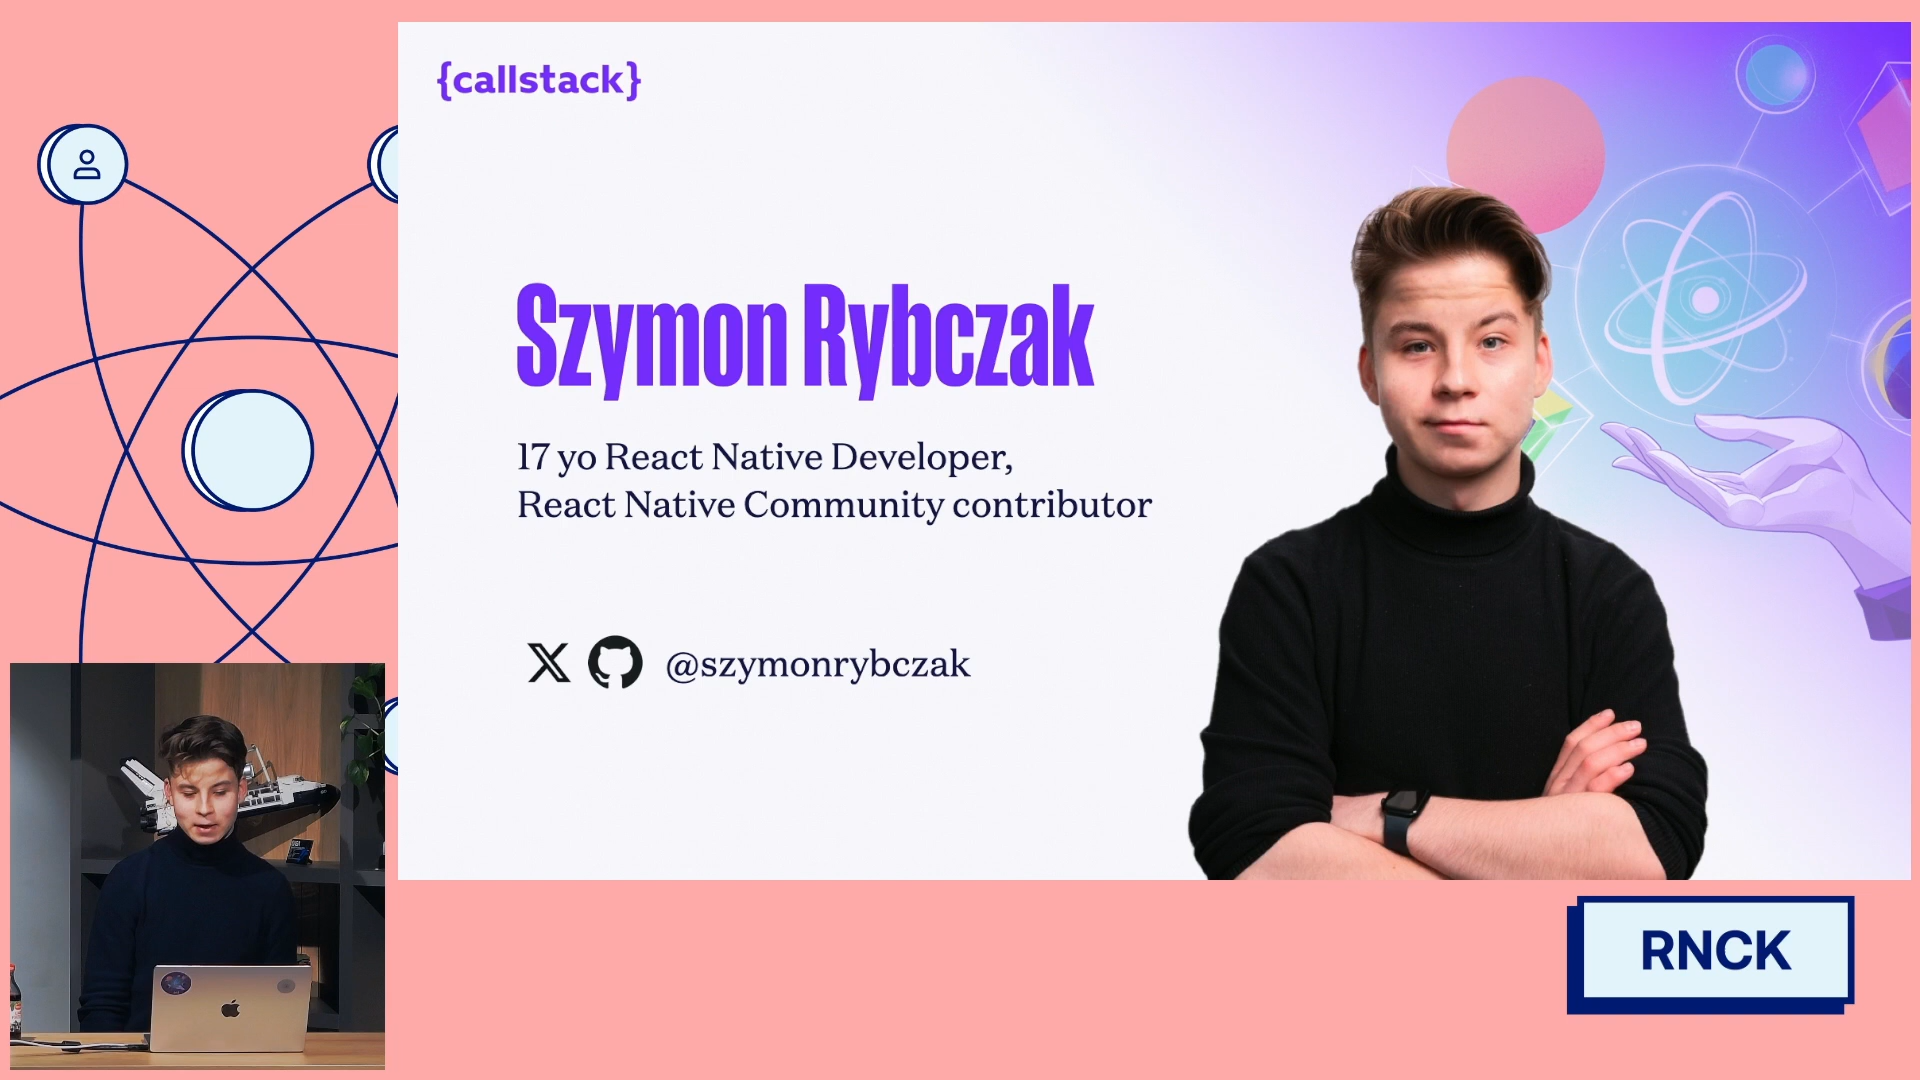 {callstack}
Szymon Rybczak
17 yo React Native Developer,
React Native Community contributor
@szymonrybczak
RNCK